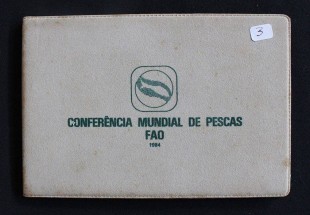 3
CONFERÊNCIA MUNDIAL DE PESCAS
FAO
1984